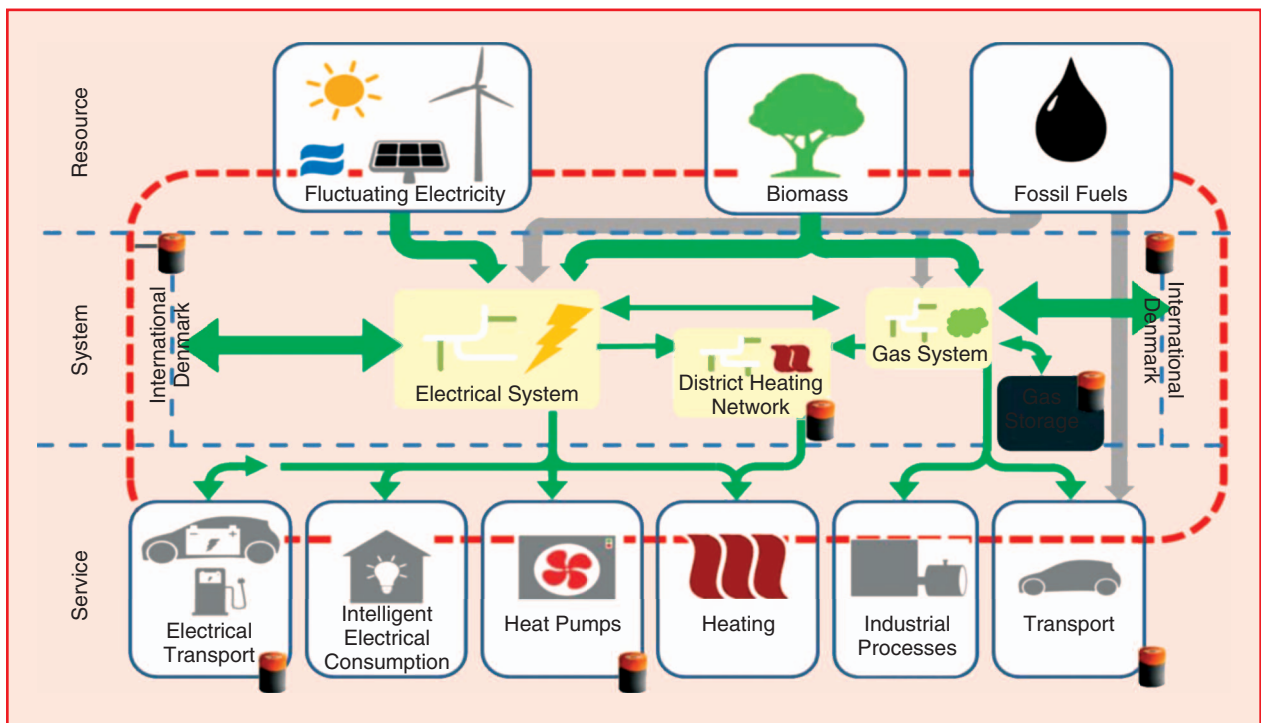 Resource
Fluctuating Electricity
Biomass
Fossil Fuels
System
International
Denmark
Electrical System
District Heating
Network
Gas System
Gas
Storage
International
Denmark
Service
Electrical
Transport
Intelligent
Electrical
Consumption
Heat Pumps
Heating
Industrial
Processes
Transport